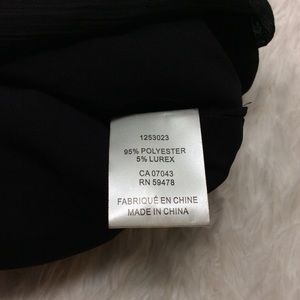 1253023
95% POLYESTER
5% LUREX
CA 07043
RN 59478
FABRIQUÉ EN CHINE
MADE IN CHINA